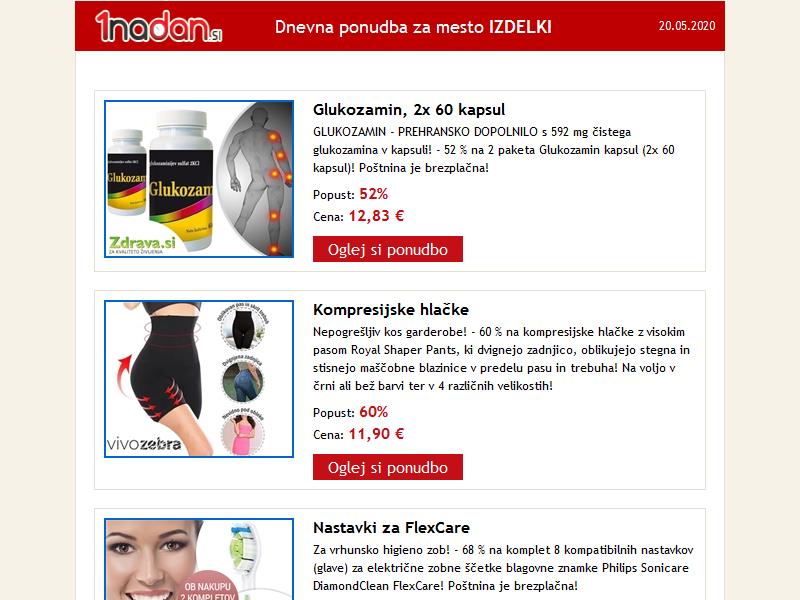 1nadan.si
Dnevna ponudba za mesto IZDELKI
20.05.2020
Glukozam
Glukozam
Zdrava.si
ZA KVALITETO ŽIVLJENJA
Glukozamin, 2x 60 kapsul
GLUKOZAMIN - PREHRANSKO DOPOLNILO s 592 mg čistega
glukozamina v kapsuli! - 52 % na 2 paketa Glukozamin kapsul (2x 60
kapsul)! Poštnina je brezplačna!
Popust: 52%
Cena: 12,83 €
Oglej si ponudbo
vivozebra
Kompresijske hlačke
Nepogrešljiv kos garderobe! - 60 % na kompresijske hlačke z visokim
pasom Royal Shaper Pants, ki dvignejo zadnjico, oblikujejo stegna in
stisnejo maščobne blazinice v predelu pasu in trebuha! Na voljo v
črni ali bež barvi ter v 4 različnih velikostih!
Popust: 60%
Cena: 11,90 €
Oglej si ponudbo
OB NAKUPU
2 KOMPLETOV
Nastavki za FlexCare
Za vrhunsko higieno zob! - 68 % na komplet 8 kompatibilnih nastavkov
(glave) za električne zobne ščetke blagovne znamke Philips Sonicare
DiamondClean FlexCare! Poštnina je brezplačna!